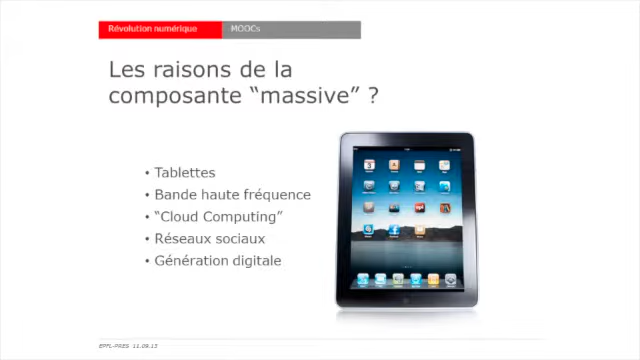 Révolution numérique
MOOCs
Les raisons de la
composante “massive” ?
• Tablettes
• Bande haute fréquence
• “Cloud Computing”
• Réseaux sociaux
• Génération digitale
EPFL-PRES 11.09.13